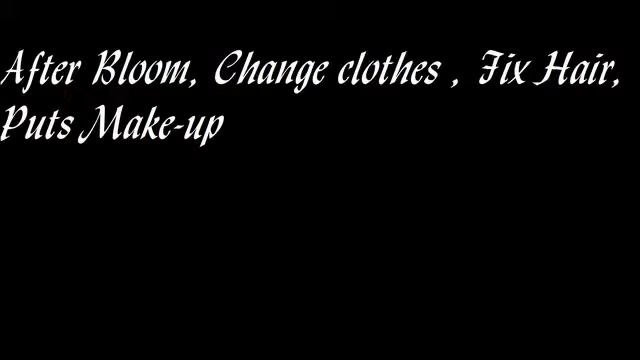 After Bloom, Change clothes , Fix Hair,
Puts Make-up